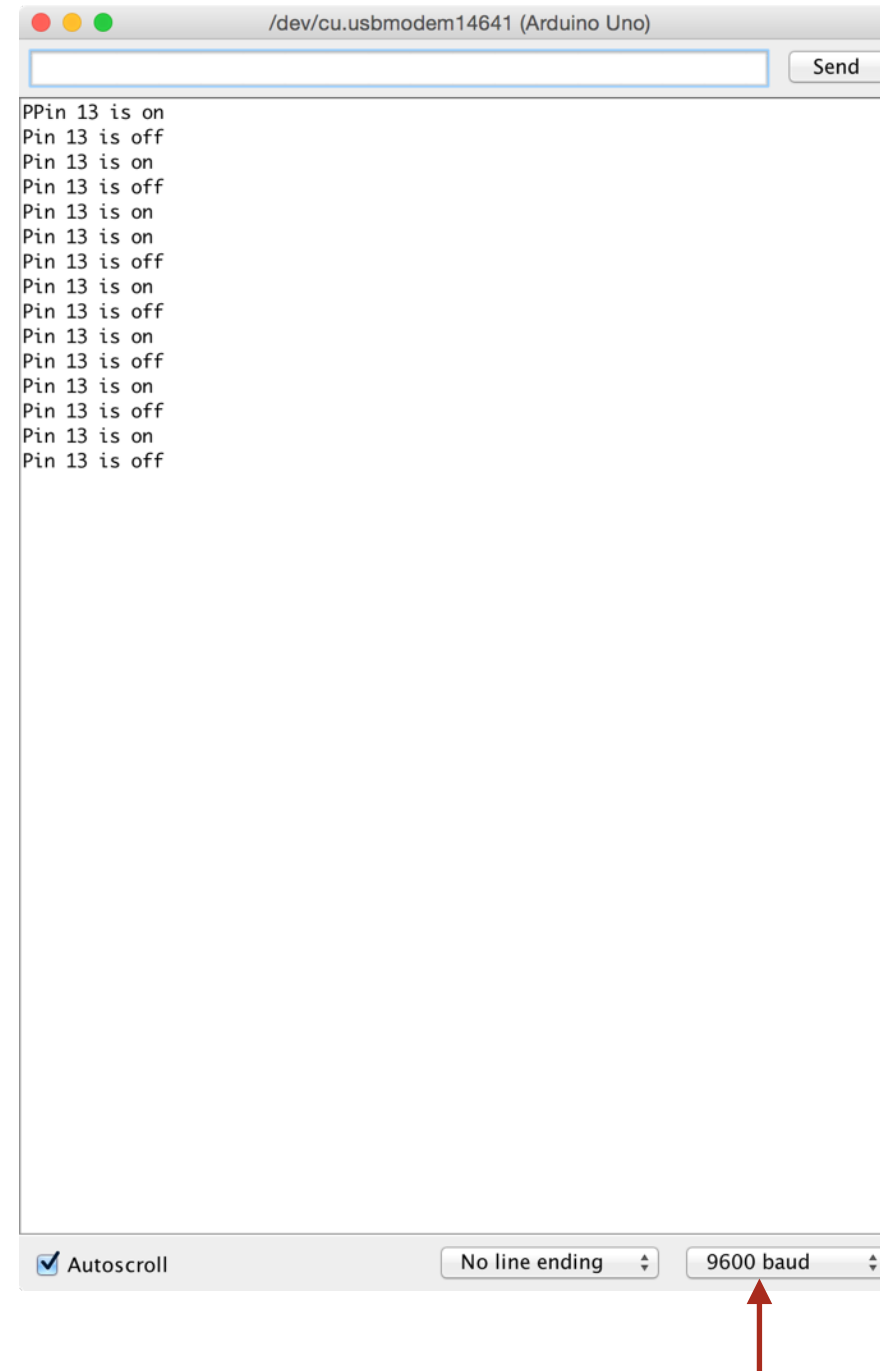 /dev/cu.usbmodem14641 (Arduino Uno)
Send
PPin 13 is on
Pin 13 is off
Pin 13 is on
Pin 13 is off
Pin 13 is on
Pin 13 is on
Pin 13 is off
Pin 13 is on
Pin 13 is off
Pin 13 is on
Pin 13 is off
Pin 13 is on
Pin 13 is off
Pin 13 is on
Pin 13 is off
Autoscroll
No line ending
9600 baud